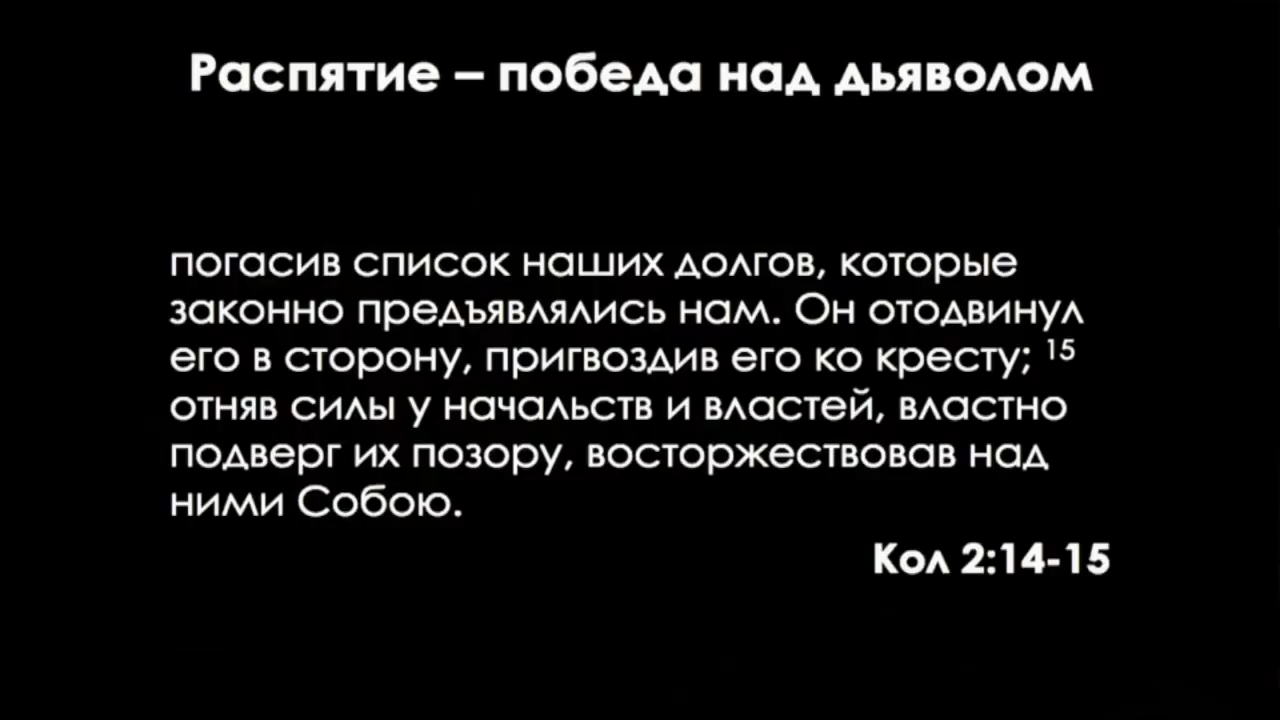 Распятие – победа над дьяволом
погасив список наших долгов, которые
законно предъявлялись нам. Он отодвинул
его в сторону, пригвоздив его ко кресту; 15
отняв силы у начальств и властей, властно
подверг их позору, восторжествовав над
ними Собою.
Кол 2:14-15